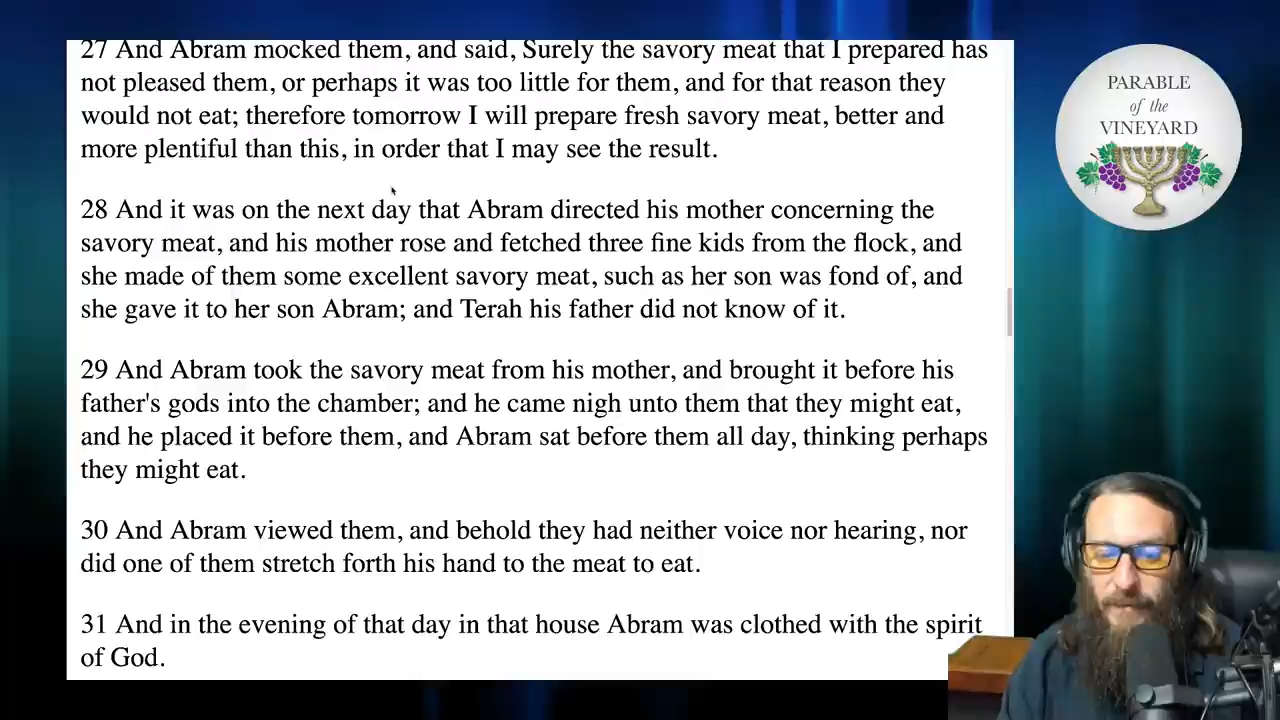 27 And Abram mocked them, and said, Surely the savory meat that I prepared has
not pleased them, or perhaps it was too little for them, and for that reason they
would not eat; therefore tomorrow I will prepare fresh savory meat, better and
more plentiful than this, in order that I may see the result.
28 And it was on the next day that Abram directed his mother concerning the
savory meat, and his mother rose and fetched three fine kids from the flock, and
she made of them some excellent savory meat, such as her son was fond of, and
she gave it to her son Abram; and Terah his father did not know of it.
29 And Abram took the savory meat from his mother, and brought it before his
father's gods into the chamber; and he came nigh unto them that they might eat,
and he placed it before them, and Abram sat before them all day, thinking perhaps
they might eat.
30 And Abram viewed them, and behold they had neither voice nor hearing, nor
did one of them stretch forth his hand to the meat to eat.
31 And in the evening of that day in that house Abram was clothed with the spirit
of God.
PARABLE
of the
VINEYARD